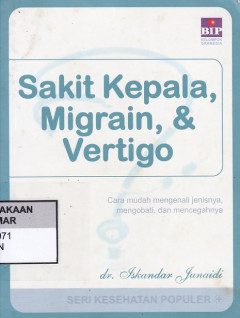 BIP
Sakit Kepala,
Migrain, &
Vertigo
Cara mudah mengenali jenisnya,
mengobati, dan mencegahnya
AKAAN
MAR
071
N
dr. Iskandar Junaidi
SERI KESEHATAN POPULER +